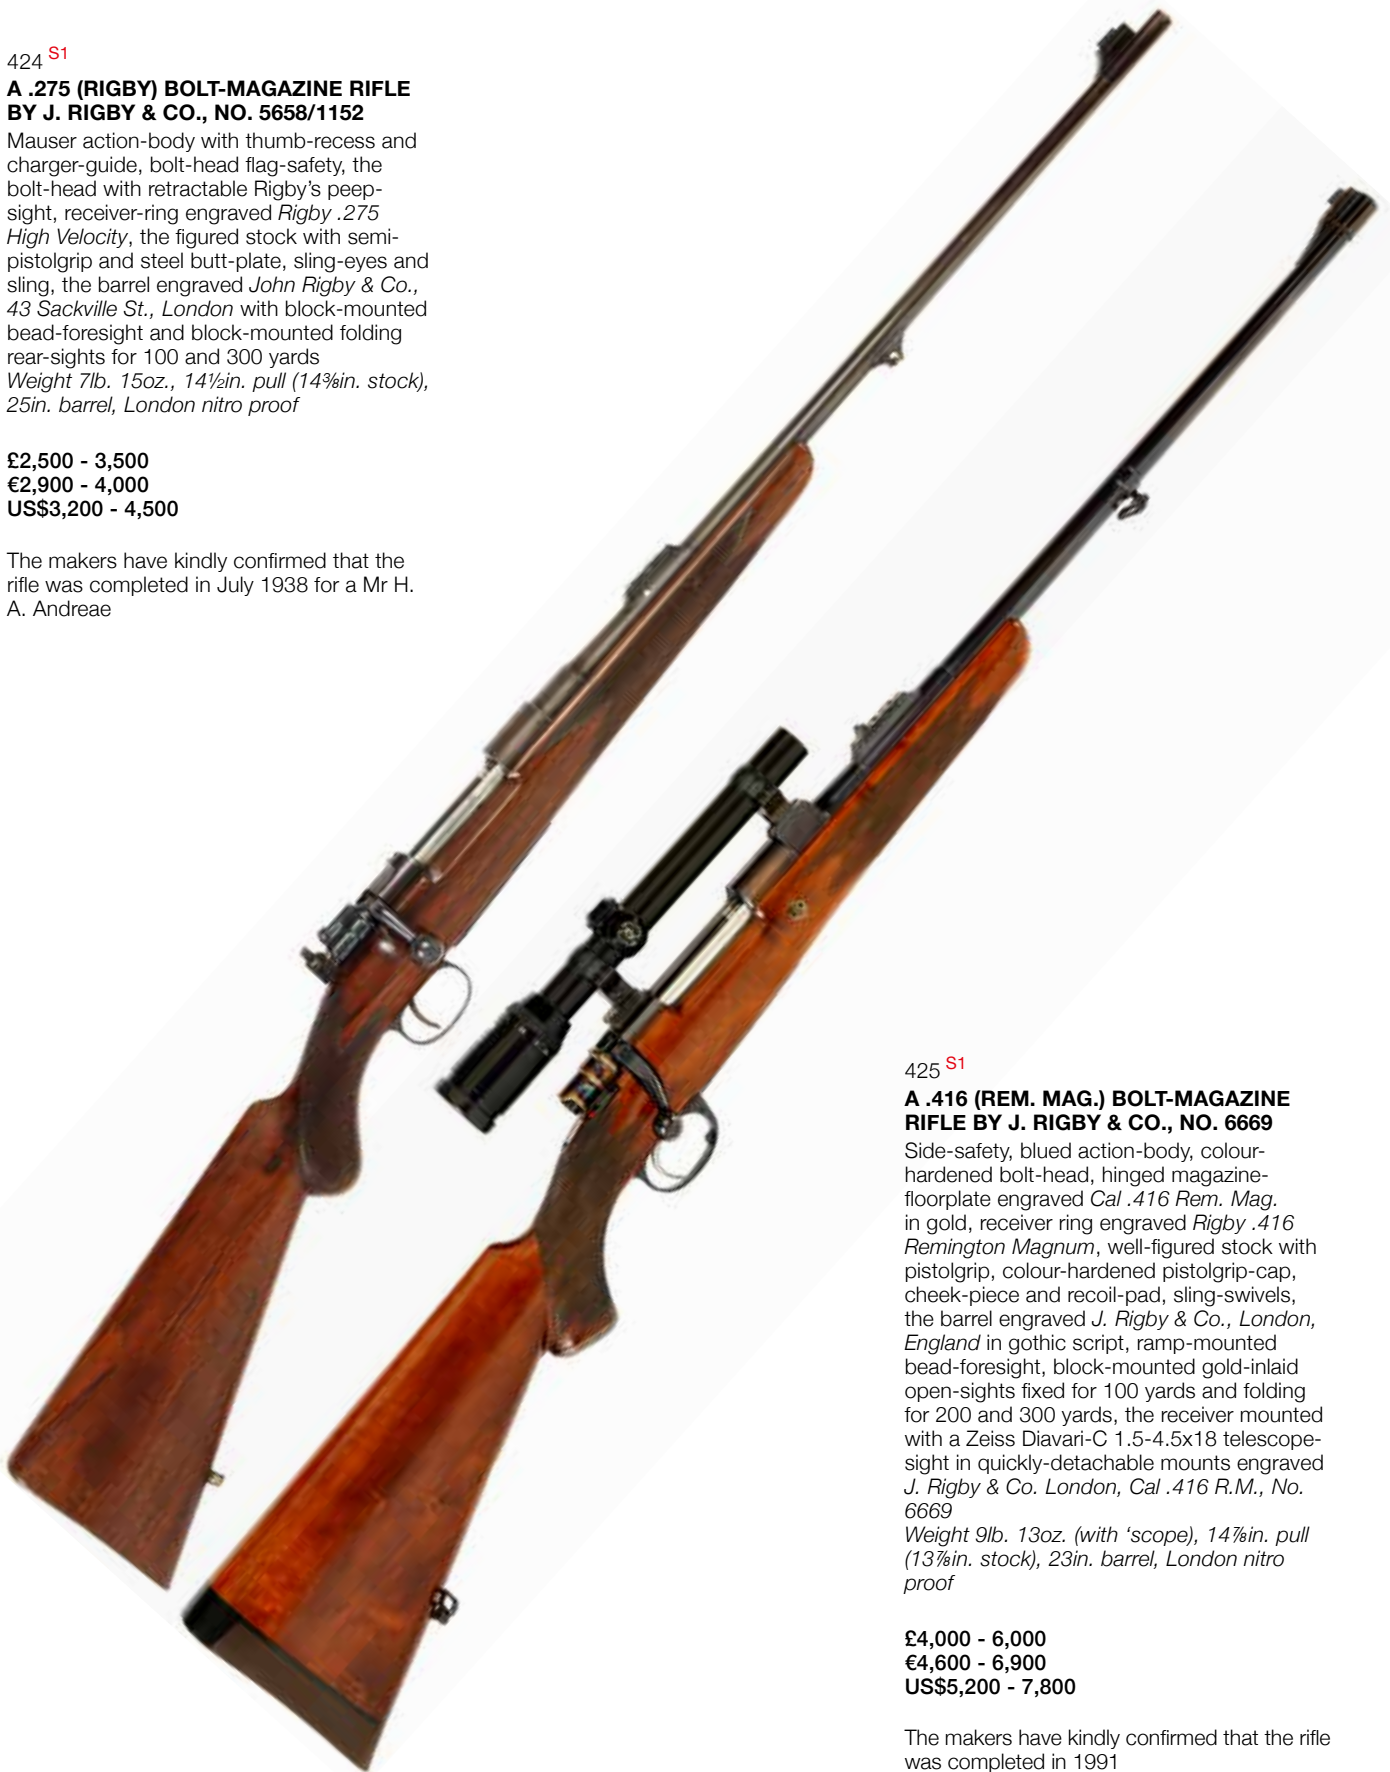 424 S1
A .275 (RIGBY) BOLT-MAGAZINE RIFLE
BY J. RIGBY & CO., NO. 5658/1152
Mauser action-body with thumb-recess and
charger-guide, bolt-head flag-safety, the
bolt-head with retractable Rigby’s peep-
sight, receiver-ring engraved Rigby .275
High Velocity, the figured stock with semi-
pistolgrip and steel butt-plate, sling-eyes and
sling, the barrel engraved John Rigby & Co.,
43 Sackville St., London with block-mounted
bead-foresight and block-mounted folding
rear-sights for 100 and 300 yards
Weight 7lb. 15oz., 14½in. pull (14⅜in. stock),
25in. barrel, London nitro proof
£2,500 - 3,500
€2,900 - 4,000
US$3,200 - 4,500
The makers have kindly confirmed that the
rifle was completed in July 1938 for a Mr H.
A. Andreae
425 S1
A .416 (REM. MAG.) BOLT-MAGAZINE
RIFLE BY J. RIGBY & CO., NO. 6669
Side-safety, blued action-body, colour-
hardened bolt-head, hinged magazine-
floorplate engraved Cal .416 Rem. Mag.
in gold, receiver ring engraved Rigby .416
Remington Magnum, well-figured stock with
pistolgrip, colour-hardened pistolgrip-cap,
cheek-piece and recoil-pad, sling-swivels,
the barrel engraved J. Rigby & Co., London,
England in gothic script, ramp-mounted
bead-foresight, block-mounted gold-inlaid
open-sights fixed for 100 yards and folding
for 200 and 300 yards, the receiver mounted
with a Zeiss Diavari-C 1.5-4.5x18 telescope-
sight in quickly-detachable mounts engraved
J. Rigby & Co. London, Cal .416 R.M., No.
6669
Weight 9lb. 13oz. (with ‘scope), 14⅞in. pull
(13⅞in. stock), 23in. barrel, London nitro
proof
£4,000 - 6,000
€4,600 - 6,900
US$5,200 - 7,800
The makers have kindly confirmed that the rifle
was completed in 1991